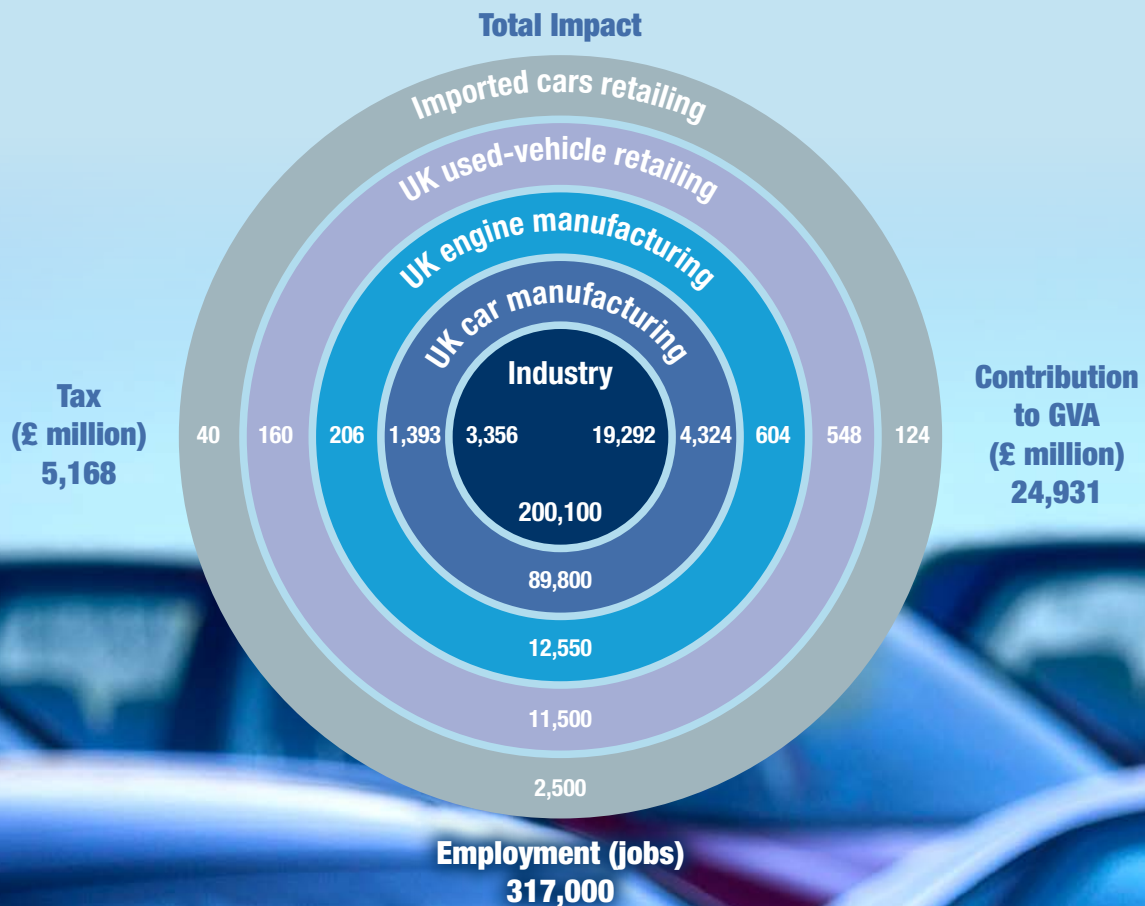 Total Impact
Imported cars retailing
UK used-vehicle retailing
UK engine manufacturing
UK car manufacturing
Industry
Tax
(£ million)
5,168
40 160 206 1,393 3,356 19,292 4,324 604 548 124
Contribution
to GVA
(£ million)
24,931
200,100
89,800
12,550
11,500
2,500
Employment (jobs)
317,000